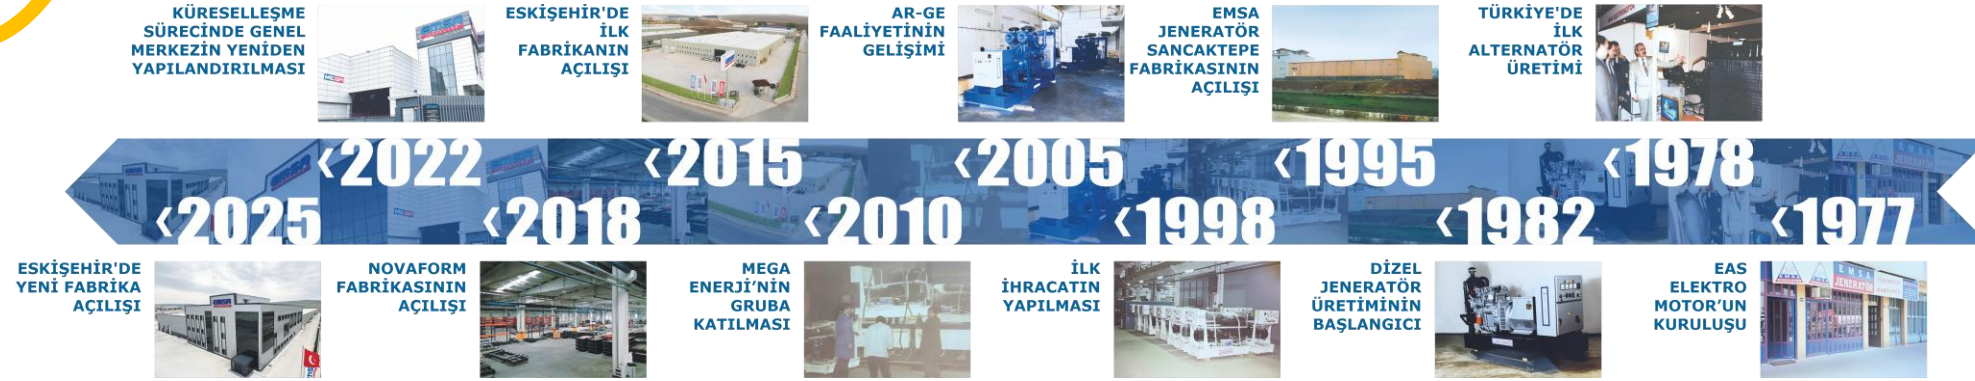 KÜRESELLEŞME
SÜRECİNDE GENEL
MERKEZİN YENİDEN
YAPILANDIRILMASI
ESKİŞEHİR'DE
İLK
FABRİKANIN
AÇILIŞI
AR-GE
FAALİYETİNİN
GELİŞİMİ
EMSA
JENERATÖR
SANCAKTEPE
FABRİKASININ
AÇILIŞI
TÜRKİYE'DE
İLK
ALTERNATÖR
ÜRETİMİ
‹2022
‹2015
‹2005
‹1995
‹1978
‹2025
‹2018
‹2010
‹1998
‹1982
‹1977
ESKİŞEHİR'DE
YENİ FABRİKA
AÇILIŞI
NOVAFORM
FABRİKASININ
AÇILIŞI
MEGA
ENERJİ’NİN
GRUBA
KATILMASI
İLK
İHRACATIN
YAPILMASI
DİZEL
JENERATÖR
ÜRETİMİNİN
BAŞLANGICI
EAS
ELEKTRO
MOTOR’UN
KURULUŞU
EMSA
JENERATÖR